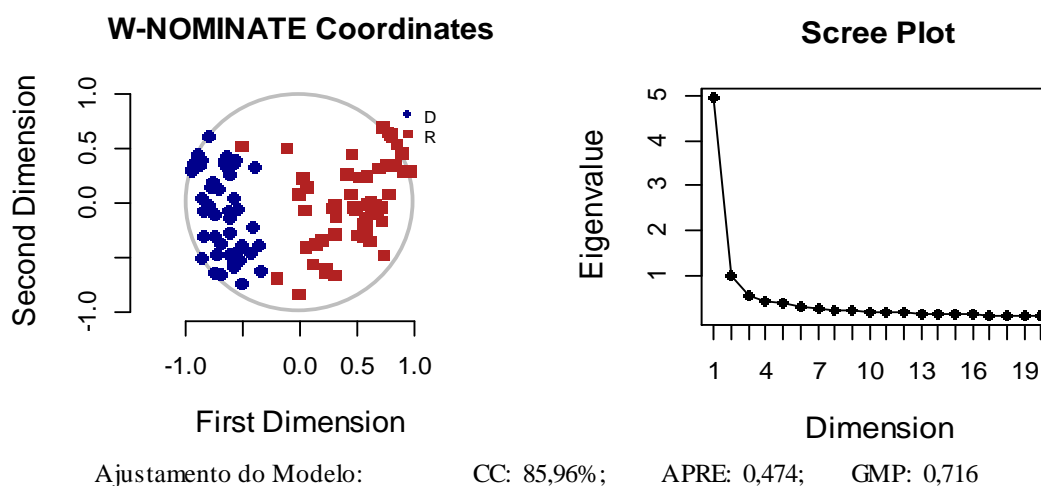 W-NOMINATE Coordinates
Second Dimension
1.0
0.5
0.0
-1.0
D
R
-1.0
0.0
0.5
1.0
First Dimension
Scree Plot
Eigenvalue
5
4
3
2
1
1
4
7
10
13
16
19
Dimension
Ajustamento do Modelo: CC: 85,96%; APRE: 0,474; GMP: 0,716